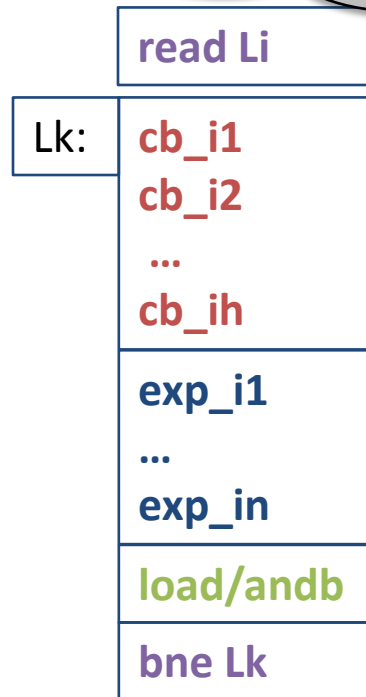 read Li
Lk: cb_i1
cb_i2
...
cb_ih
exp_i1
...
exp_in
load/andb
bne Lk